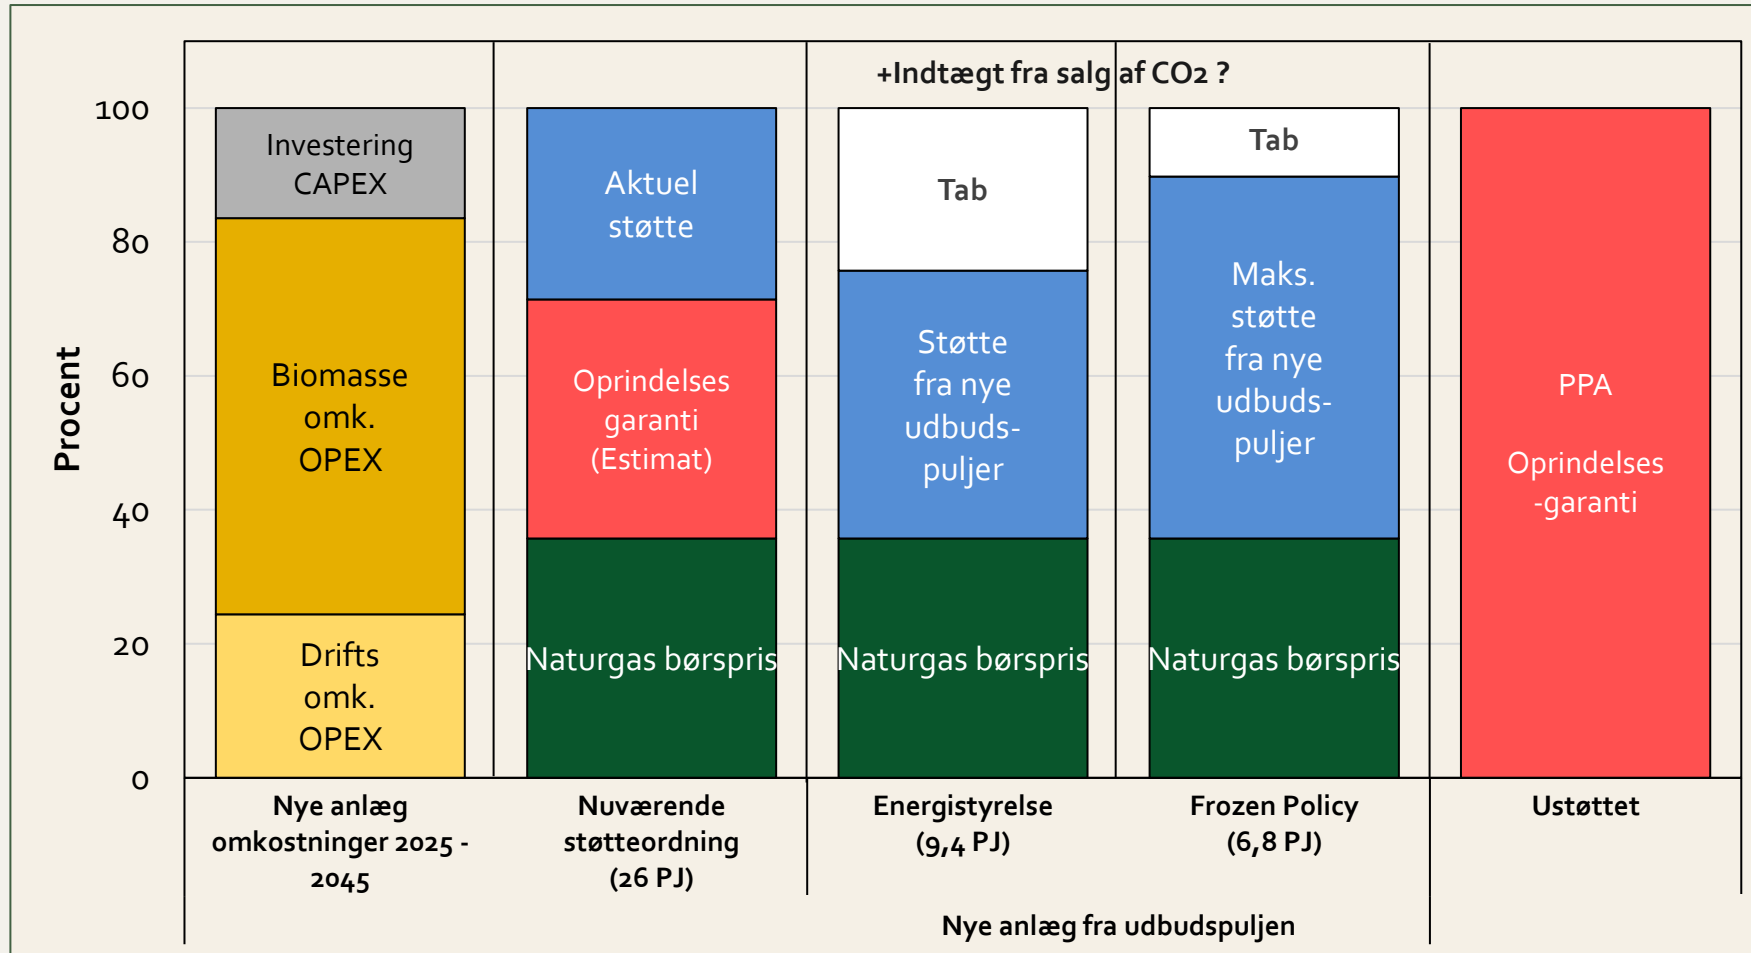 +Indtægt fra salg af CO2 ?
Procent
100
80
60
40
20
0
Investering
CAPEX
Biomasse
omk.
OPEX
Drifts
omk.
OPEX
Aktuel
støtte
Oprindelses
garanti
(Estimat)
Naturgas børspris
Tab
Støtte
fra nye
udbuds-
puljer
Naturgas børspris
Tab
Maks.
støtte
fra nye
udbuds-
puljer
Naturgas børspris
PPA
Oprindelses
-garanti
Nye anlæg
omkostninger 2025 -
2045
Nuværende
støtteordning
(26 PJ)
Energistyrelse
(9,4 PJ)
Frozen Policy
(6,8 PJ)
Ustøttet
Nye anlæg fra udbudspuljen